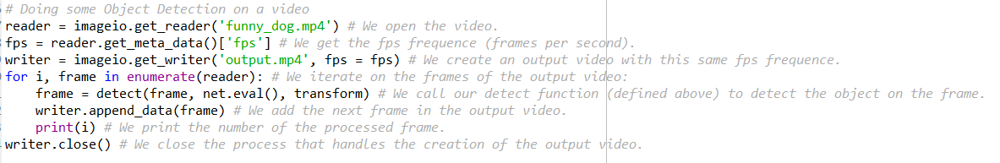 # Doing some Object Detection on a video
reader = imageio.get_reader('funny_dog.mp4') # We open the video.
fps = reader.get_meta_data()['fps'] # We get the fps frequence (frames per second).
writer = imageio.get_writer('output.mp4', fps = fps) # We create an output video with this same fps frequence.
for i, frame in enumerate(reader): # We iterate on the frames of the output video:
    frame = detect(frame, net.eval(), transform) # We call our detect function (defined above) to detect the object on the frame.
    writer.append_data(frame) # We add the next frame in the output video.
    print(i) # We print the number of the processed frame.
writer.close() # We close the process that handles the creation of the output video.